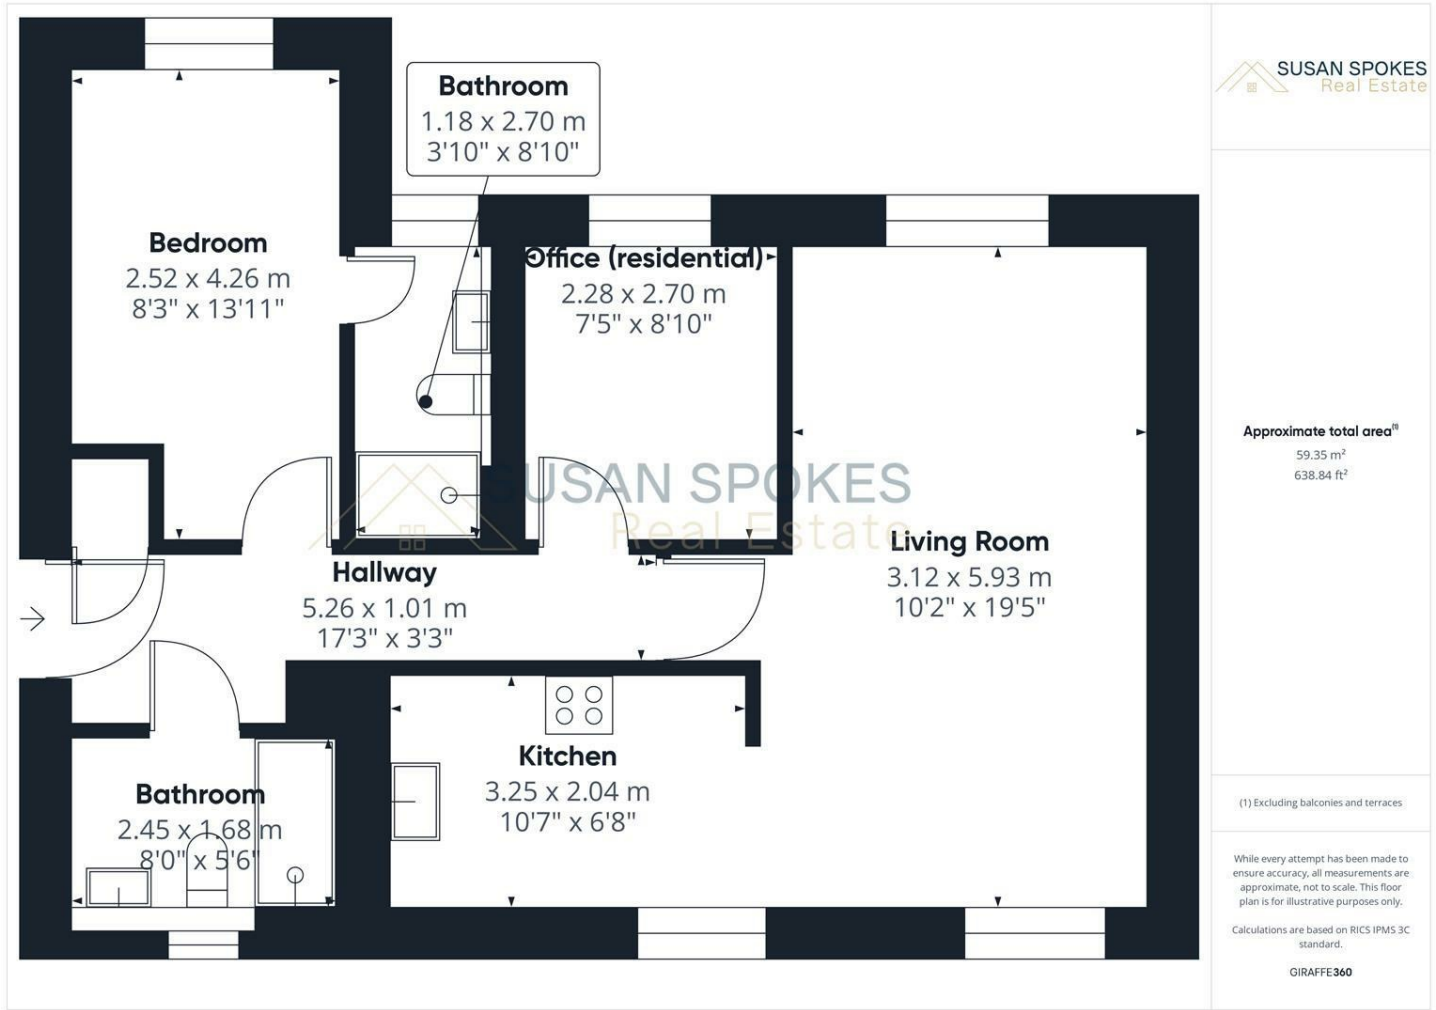 Bathroom
1.18 x 2.70 m
3'10" x 8'10"
Bedroom
2.52 x 4.26 m
8'3" x 13'11"
Office (residential)
2.28 x 2.70 m
7'5" x 8'10"
SUSAN SPOKES
Real Estate
Living Room
3.12 x 5.93 m
10'2" x 19'5"
Hallway
5.26 x 1.01 m
17'3" x 3'3"
Kitchen
3.25 x 2.04 m
10'7" x 6'8"
Bathroom
2.45 x 1.68 m
8'0" x 5'6"
SUSAN SPOKES
Real Estate
Approximate total area(1)
59.35 m²
638.84 ft²
(1) Excluding balconies and terraces
While every attempt has been made to
ensure accuracy, all measurements are
approximate, not to scale. This floor
plan is for illustrative purposes only.
Calculations are based on RICS IPMS 3C
standard.
GIRAFFE360